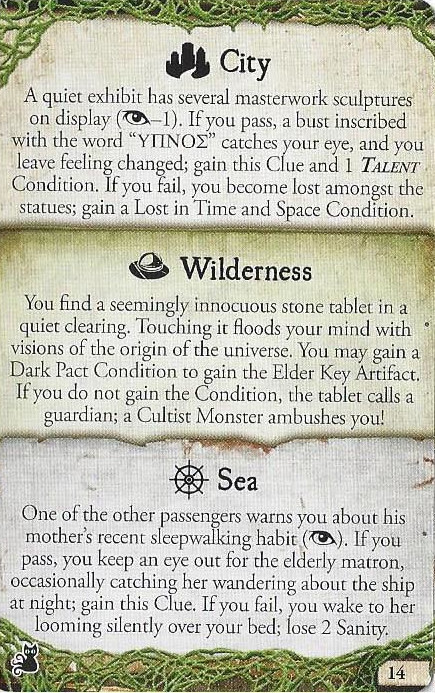 City
A quiet exhibit has several masterwork sculptures
on display (–1). If you pass, a bust inscribed
with the word “ΥΠΝΟΣ” catches your eye, and you
leave feeling changed; gain this Clue and 1 TALENT
Condition. If you fail, you become lost amongst the
statues; gain a Lost in Time and Space Condition.
Wilderness
You find a seemingly innocuous stone tablet in a
quiet clearing. Touching it floods your mind with
visions of the origin of the universe. You may gain a
Dark Pact Condition to gain the Elder Key Artifact.
If you do not gain the Condition, the tablet calls a
guardian; a Cultist Monster ambushes you!
Sea
One of the other passengers warns you about his
mother’s recent sleepwalking habit (). If you
pass, you keep an eye out for the elderly matron,
occasionally catching her wandering about the ship
at night; gain this Clue. If you fail, you wake to her
looming silently over your bed; lose 2 Sanity.
14